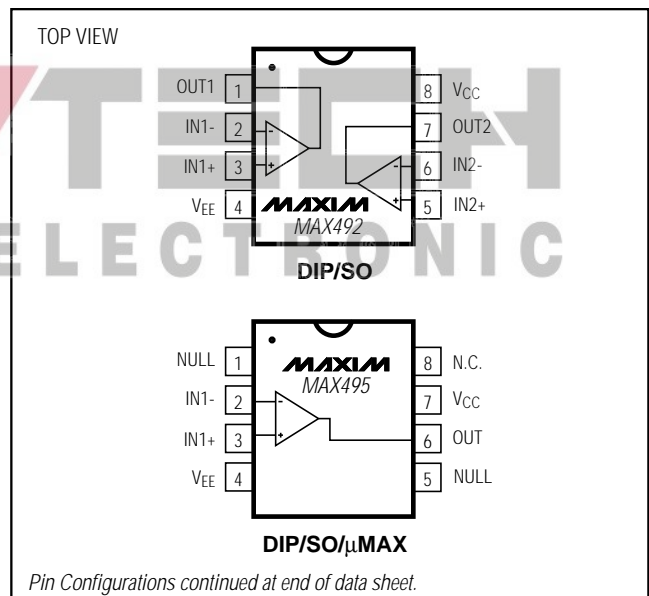 TOP VIEW
OUT1 1
IN1- 2
IN1+ 3
VEE 4
8 VCC
7 OUT2
6 IN2-
5 IN2+
- + - +
MAXIM
MAX492
DIP/SO
TECH
ELECTRONIC
NULL 1
IN1- 2
IN1+ 3
VEE 4
8 N.C.
7 VCC
6 OUT
5 NULL
- +
MAXIM
MAX495
DIP/SO/µMAX
Pin Configurations continued at end of data sheet.